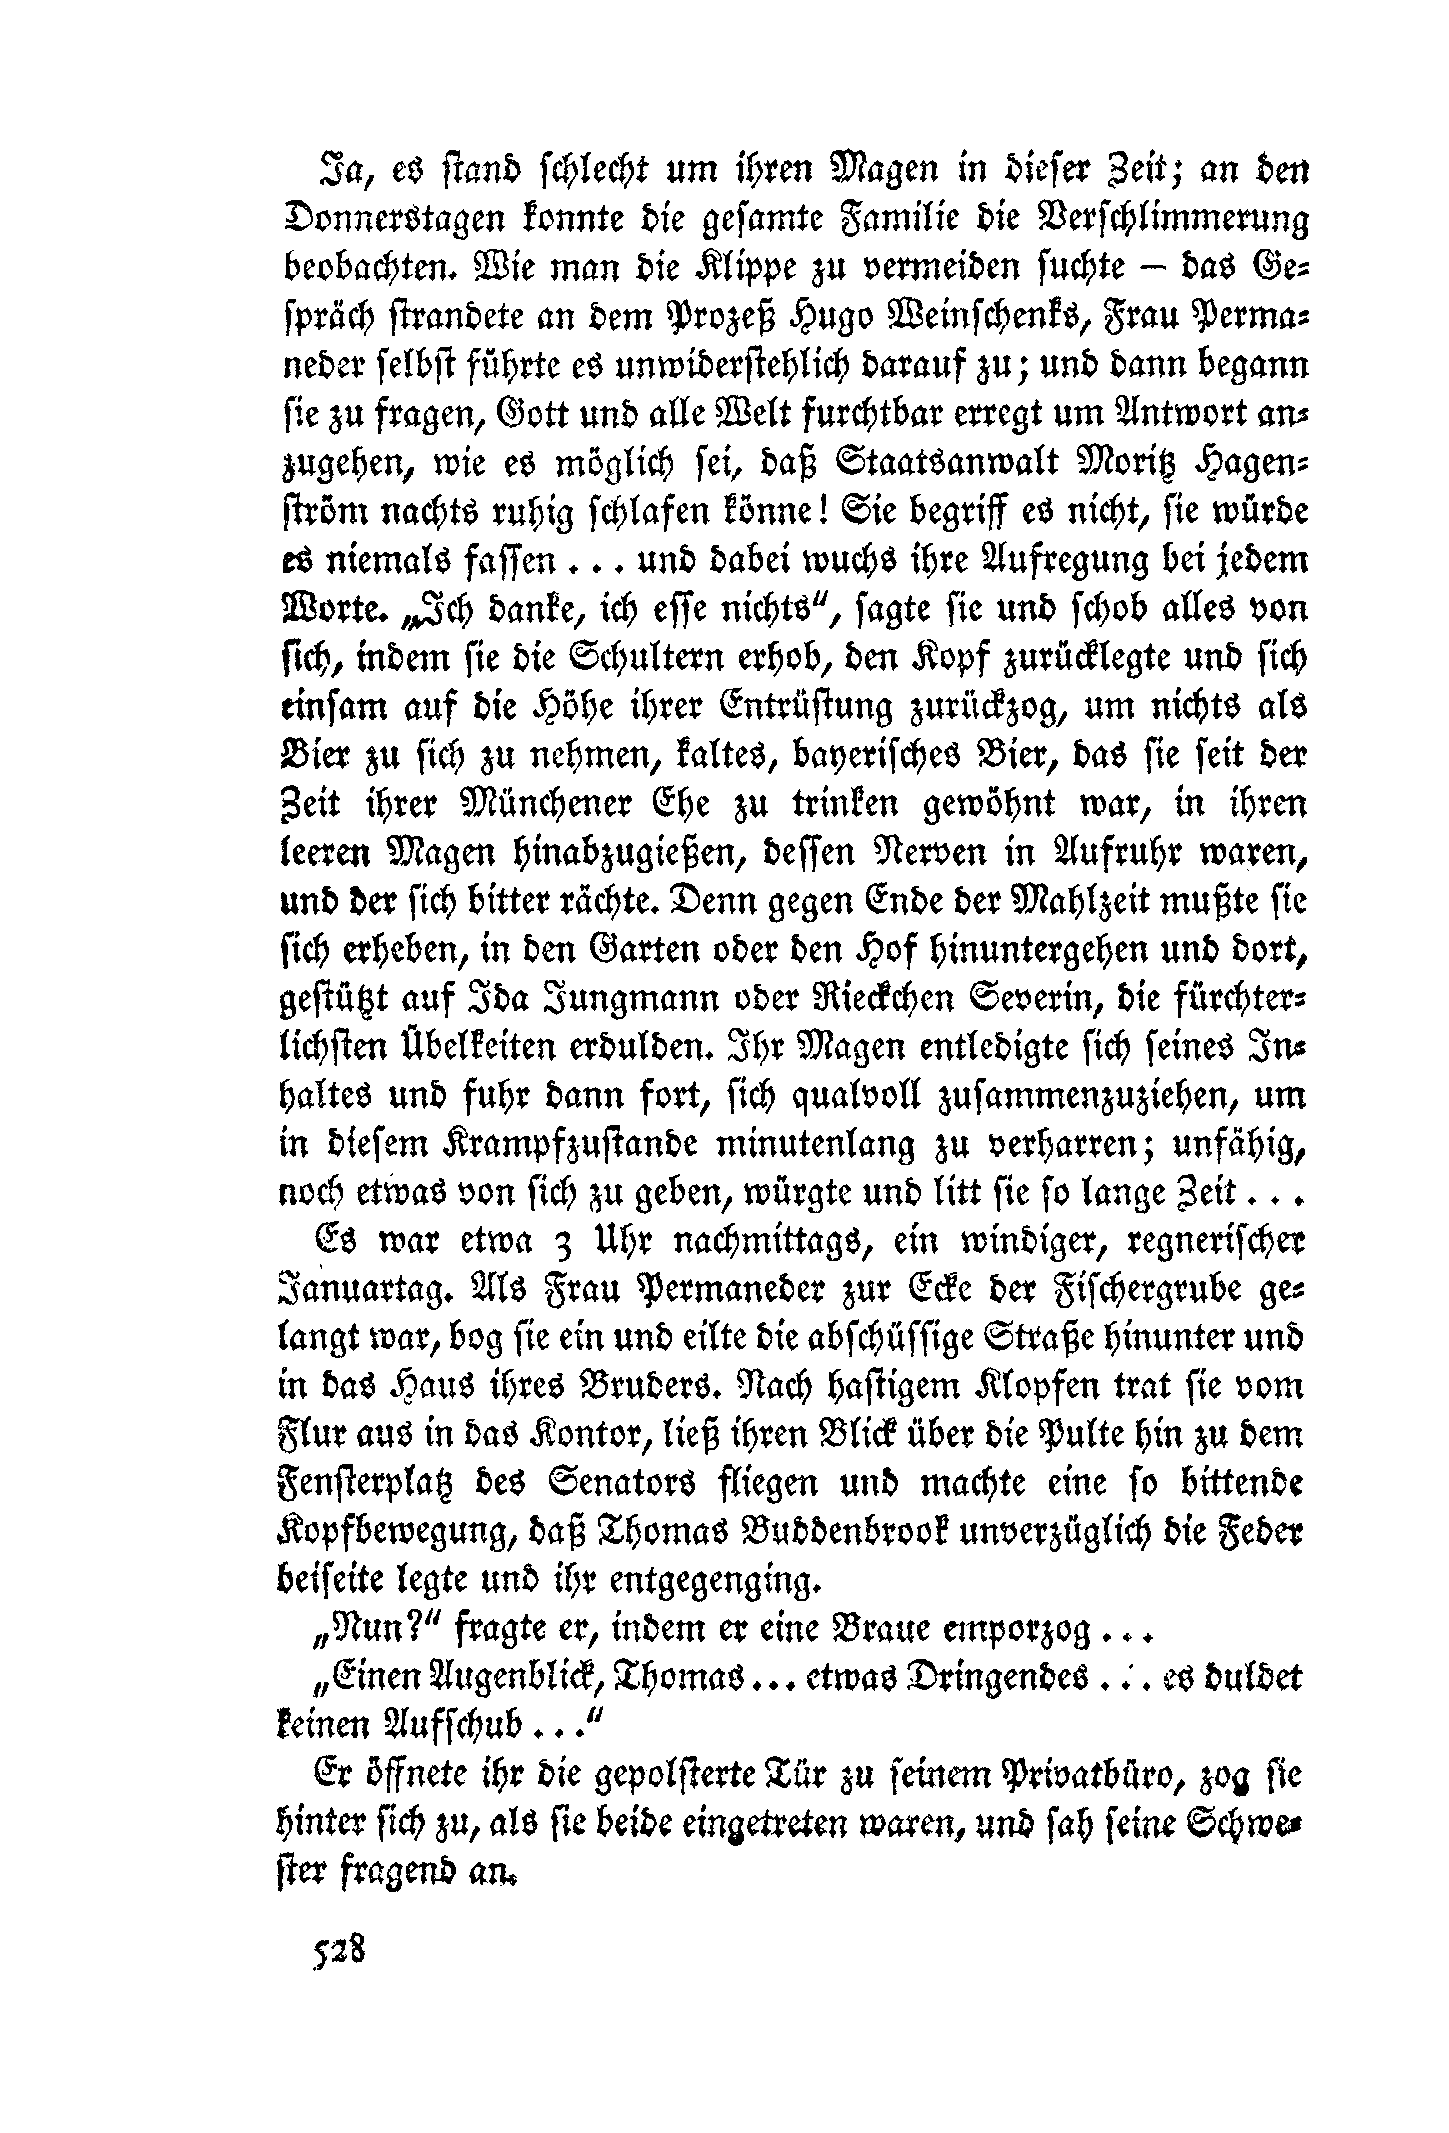 Ja, es stand schlecht um ihren Magen in dieser Zeit; an den
Donnerstagen konnte die gesamte Familie die Verschlimmerung
beobachten. Wie man die Klippe zu vermeiden suchte — das Ge-
spräch strandete an dem Prozeß Hugo Weinschenks, Frau Perma-
neder selbst führte es unwiderstehlich darauf zu; und dann begann
sie zu fragen, Gott und alle Welt furchtbar erregt um Antwort an-
zugehen, wie es möglich sei, daß Staatsanwalt Moritz Hagen-
ström nachts ruhig schlafen könne! Sie begriff es nicht, sie würde
es niemals fassen . . . und dabei wuchs ihre Aufregung bei jedem
Worte. „Ich danke, ich esse nichts“, sagte sie und schob alles von
sich, indem sie die Schultern erhob, den Kopf zurücklegte und sich
einsam auf die Höhe ihrer Entrüstung zurückzog, um nichts als
Bier zu sich zu nehmen, kaltes, bayerisches Bier, das sie seit der
Zeit ihrer Münchener Ehe zu trinken gewöhnt war, in ihren
leeren Magen hinabzugießen, dessen Nerven in Aufruhr waren,
und der sich bitter rächte. Denn gegen Ende der Mahlzeit mußte sie
sich erheben, in den Garten oder den Hof hinuntergehen und dort,
gestützt auf Ida Jungmann oder Rieckchen Severin, die fürchter-
lichsten Übelkeiten erdulden. Ihr Magen entledigte sich seines In-
haltes und fuhr dann fort, sich qualvoll zusammenzuziehen, um
in diesem Krampfzustande minutenlang zu verharren; unfähig,
noch etwas von sich zu geben, würgte und litt sie so lange Zeit . . .
Es war etwa 3 Uhr nachmittags, ein windiger, regnerischer
Januartag. Als Frau Permaneder zur Ecke der Fischergrube ge-
langt war, bog sie ein und eilte die abschüssige Straße hinunter und
in das Haus ihres Bruders. Nach hastigem Klopfen trat sie vom
Flur aus in das Kontor, ließ ihren Blick über die Pulte hin zu dem
Fensterplatz des Senators fliegen und machte eine so bittende
Kopfbewegung, daß Thomas Buddenbrook unverzüglich die Feder
beiseite legte und ihr entgegenging.
„Nun?“ fragte er, indem er eine Braue emporzog . . .
„Einen Augenblick, Thomas . . . etwas Dringendes . . . es duldet
keinen Aufschub . . .“
Er öffnete ihr die gepolsterte Tür zu seinem Privatbüro, zog sie
hinter sich zu, als sie beide eingetreten waren, und sah seine Schwe-
ster fragend an.
528